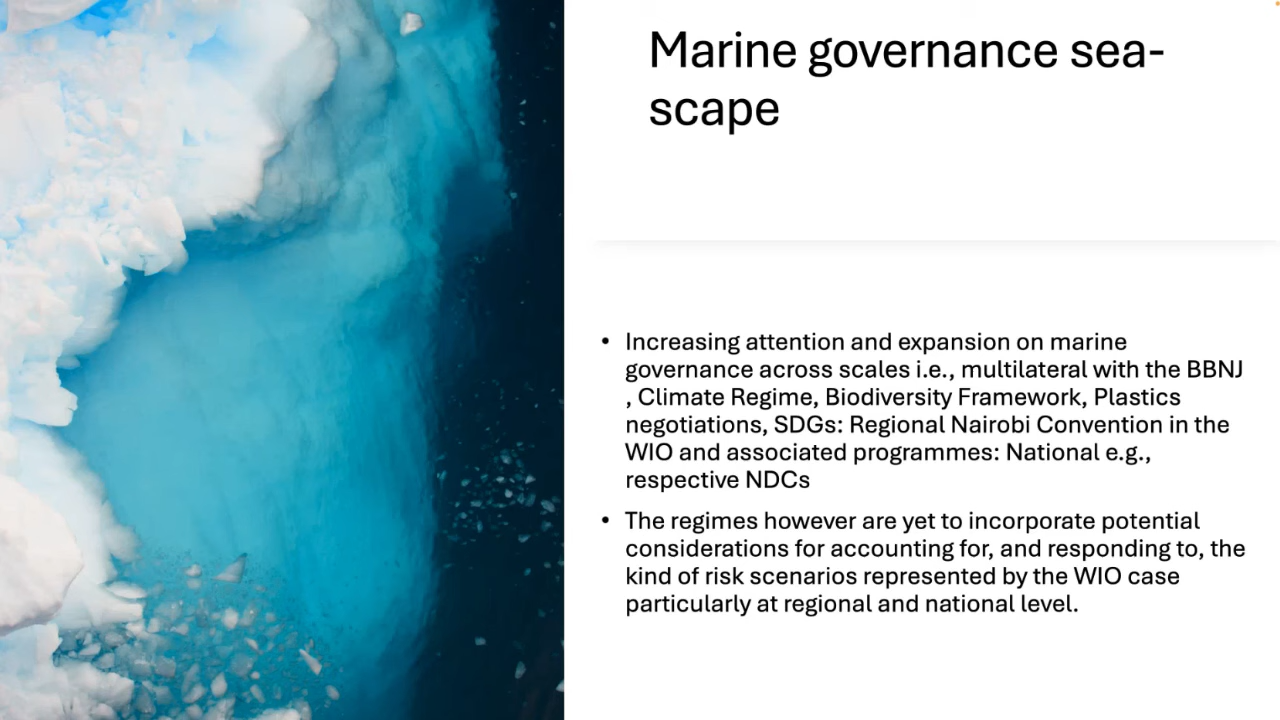 Marine governance sea-
scape
• Increasing attention and expansion on marine
governance across scales i.e., multilateral with the BBNJ
, Climate Regime, Biodiversity Framework, Plastics
negotiations, SDGs: Regional Nairobi Convention in the
WIO and associated programmes: National e.g.,
respective NDCs
• The regimes however are yet to incorporate potential
considerations for accounting for, and responding to, the
kind of risk scenarios represented by the WIO case
particularly at regional and national level.